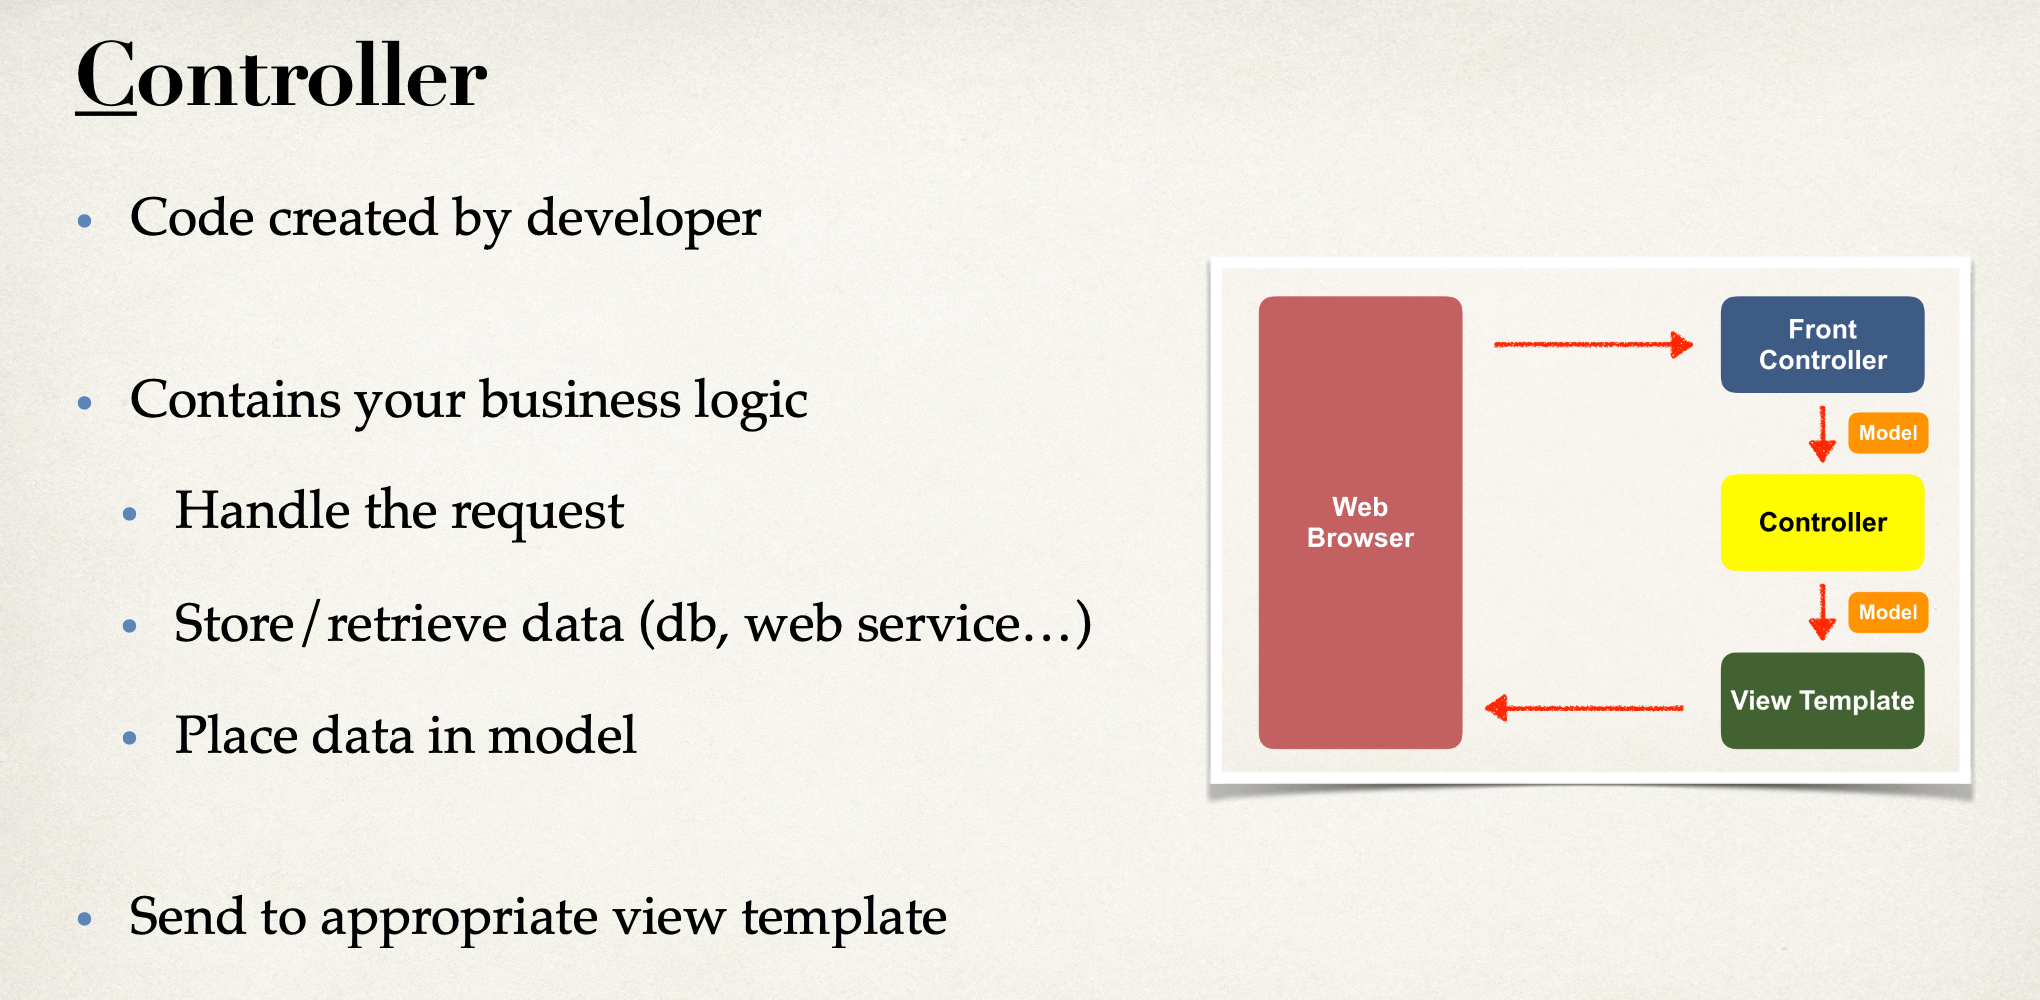 Controller
• Code created by developer
• Contains your business logic
• Handle the request
• Store/retrieve data (db, web service…)
• Place data in model
• Send to appropriate view template
Web
Browser
Front
Controller
Model
Controller
Model
View Template